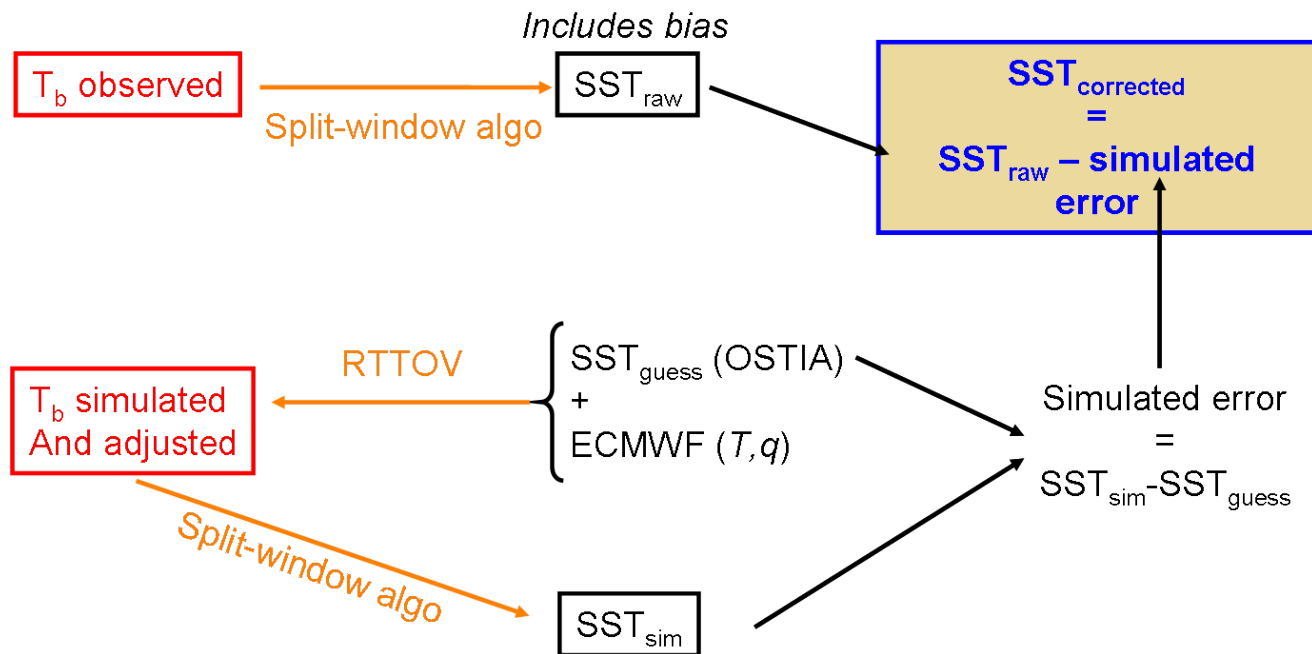 Includes bias
T_b observed
SST_raw
Split-window algo
SST_corrected
=
SST_raw – simulated
error
RTTOV
SST_guess (OSTIA)
+
ECMWF (T,q)
T_b simulated
And adjusted
Simulated error
=
SST_sim-SST_guess
Split-window algo
SST_sim